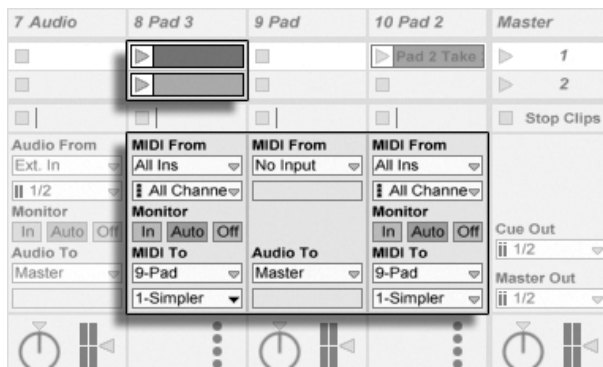 7 Audio 8 Pad 3 9 Pad 10 Pad 2 Master
Pad 2 Take 1
2
Stop Clips
Audio From MIDI From MIDI From MIDI From
Ext. In All Ins No Input All Ins
1/2 All Channe All Channe
Monitor Monitor Monitor
In Auto Off In Auto Off In Auto Off Cue Out
Audio To MIDI To Audio To MIDI To 1/2
Master 9-Pad Master 9-Pad Master Out
1-Simpler 1-Simpler 1/2